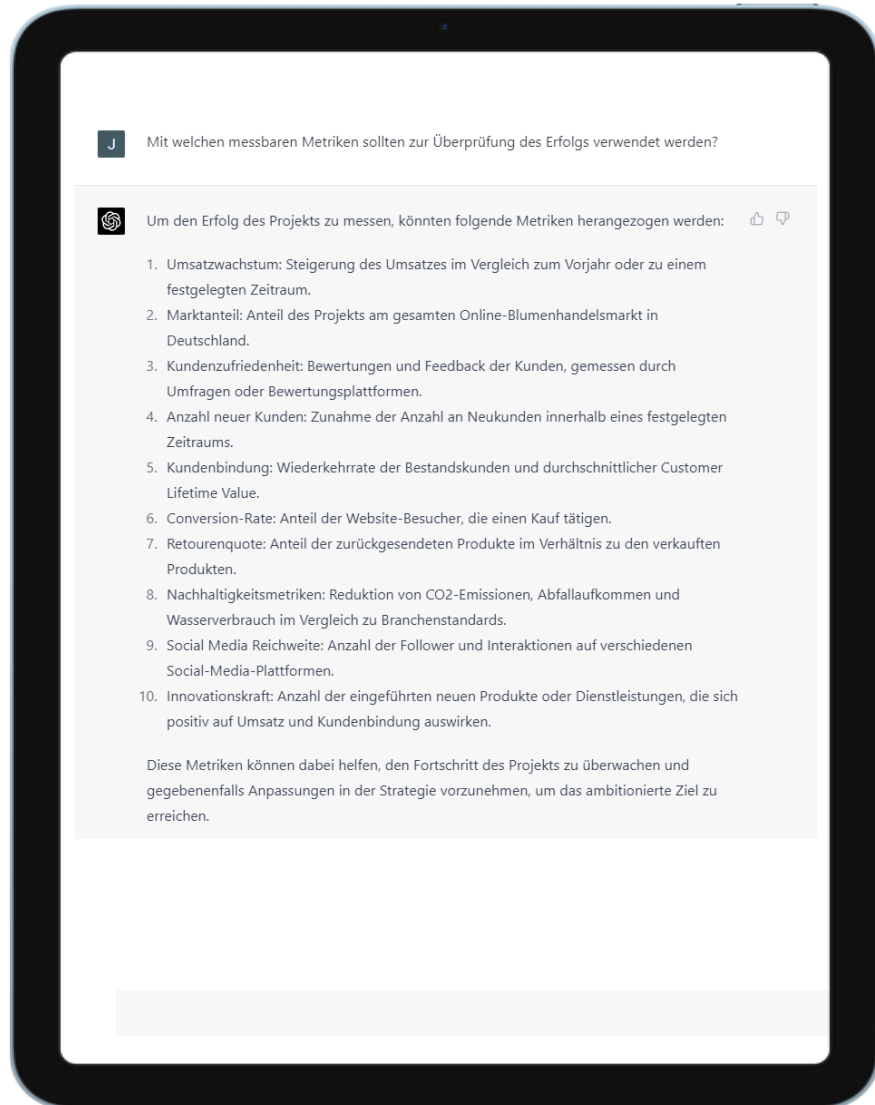 J
Mit welchen messbaren Metriken sollten zur Überprüfung des Erfolgs verwendet werden?
Um den Erfolg des Projekts zu messen, könnten folgende Metriken herangezogen werden:
1. Umsatzwachstum: Steigerung des Umsatzes im Vergleich zum Vorjahr oder zu einem
festgelegten Zeitraum.
2. Marktanteil: Anteil des Projekts am gesamten Online-Blumenhandelsmarkt in
Deutschland.
3. Kundenzufriedenheit: Bewertungen und Feedback der Kunden, gemessen durch
Umfragen oder Bewertungsplattformen.
4. Anzahl neuer Kunden: Zunahme der Anzahl an Neukunden innerhalb eines festgelegten
Zeitraums.
5. Kundenbindung: Wiederkehrrate der Bestandskunden und durchschnittlicher Customer
Lifetime Value.
6. Conversion-Rate: Anteil der Website-Besucher, die einen Kauf tätigen.
7. Retourenquote: Anteil der zurückgesendeten Produkte im Verhältnis zu den verkauften
Produkten.
8. Nachhaltigkeitsmetriken: Reduktion von CO2-Emissionen, Abfallaufkommen und
Wasserverbrauch im Vergleich zu Branchenstandards.
9. Social Media Reichweite: Anzahl der Follower und Interaktionen auf verschiedenen
Social-Media-Plattformen.
10. Innovationskraft: Anzahl der eingeführten neuen Produkte oder Dienstleistungen, die sich
positiv auf Umsatz und Kundenbindung auswirken.
Diese Metriken können dabei helfen, den Fortschritt des Projekts zu überwachen und
gegebenenfalls Anpassungen in der Strategie vorzunehmen, um das ambitionierte Ziel zu
erreichen.